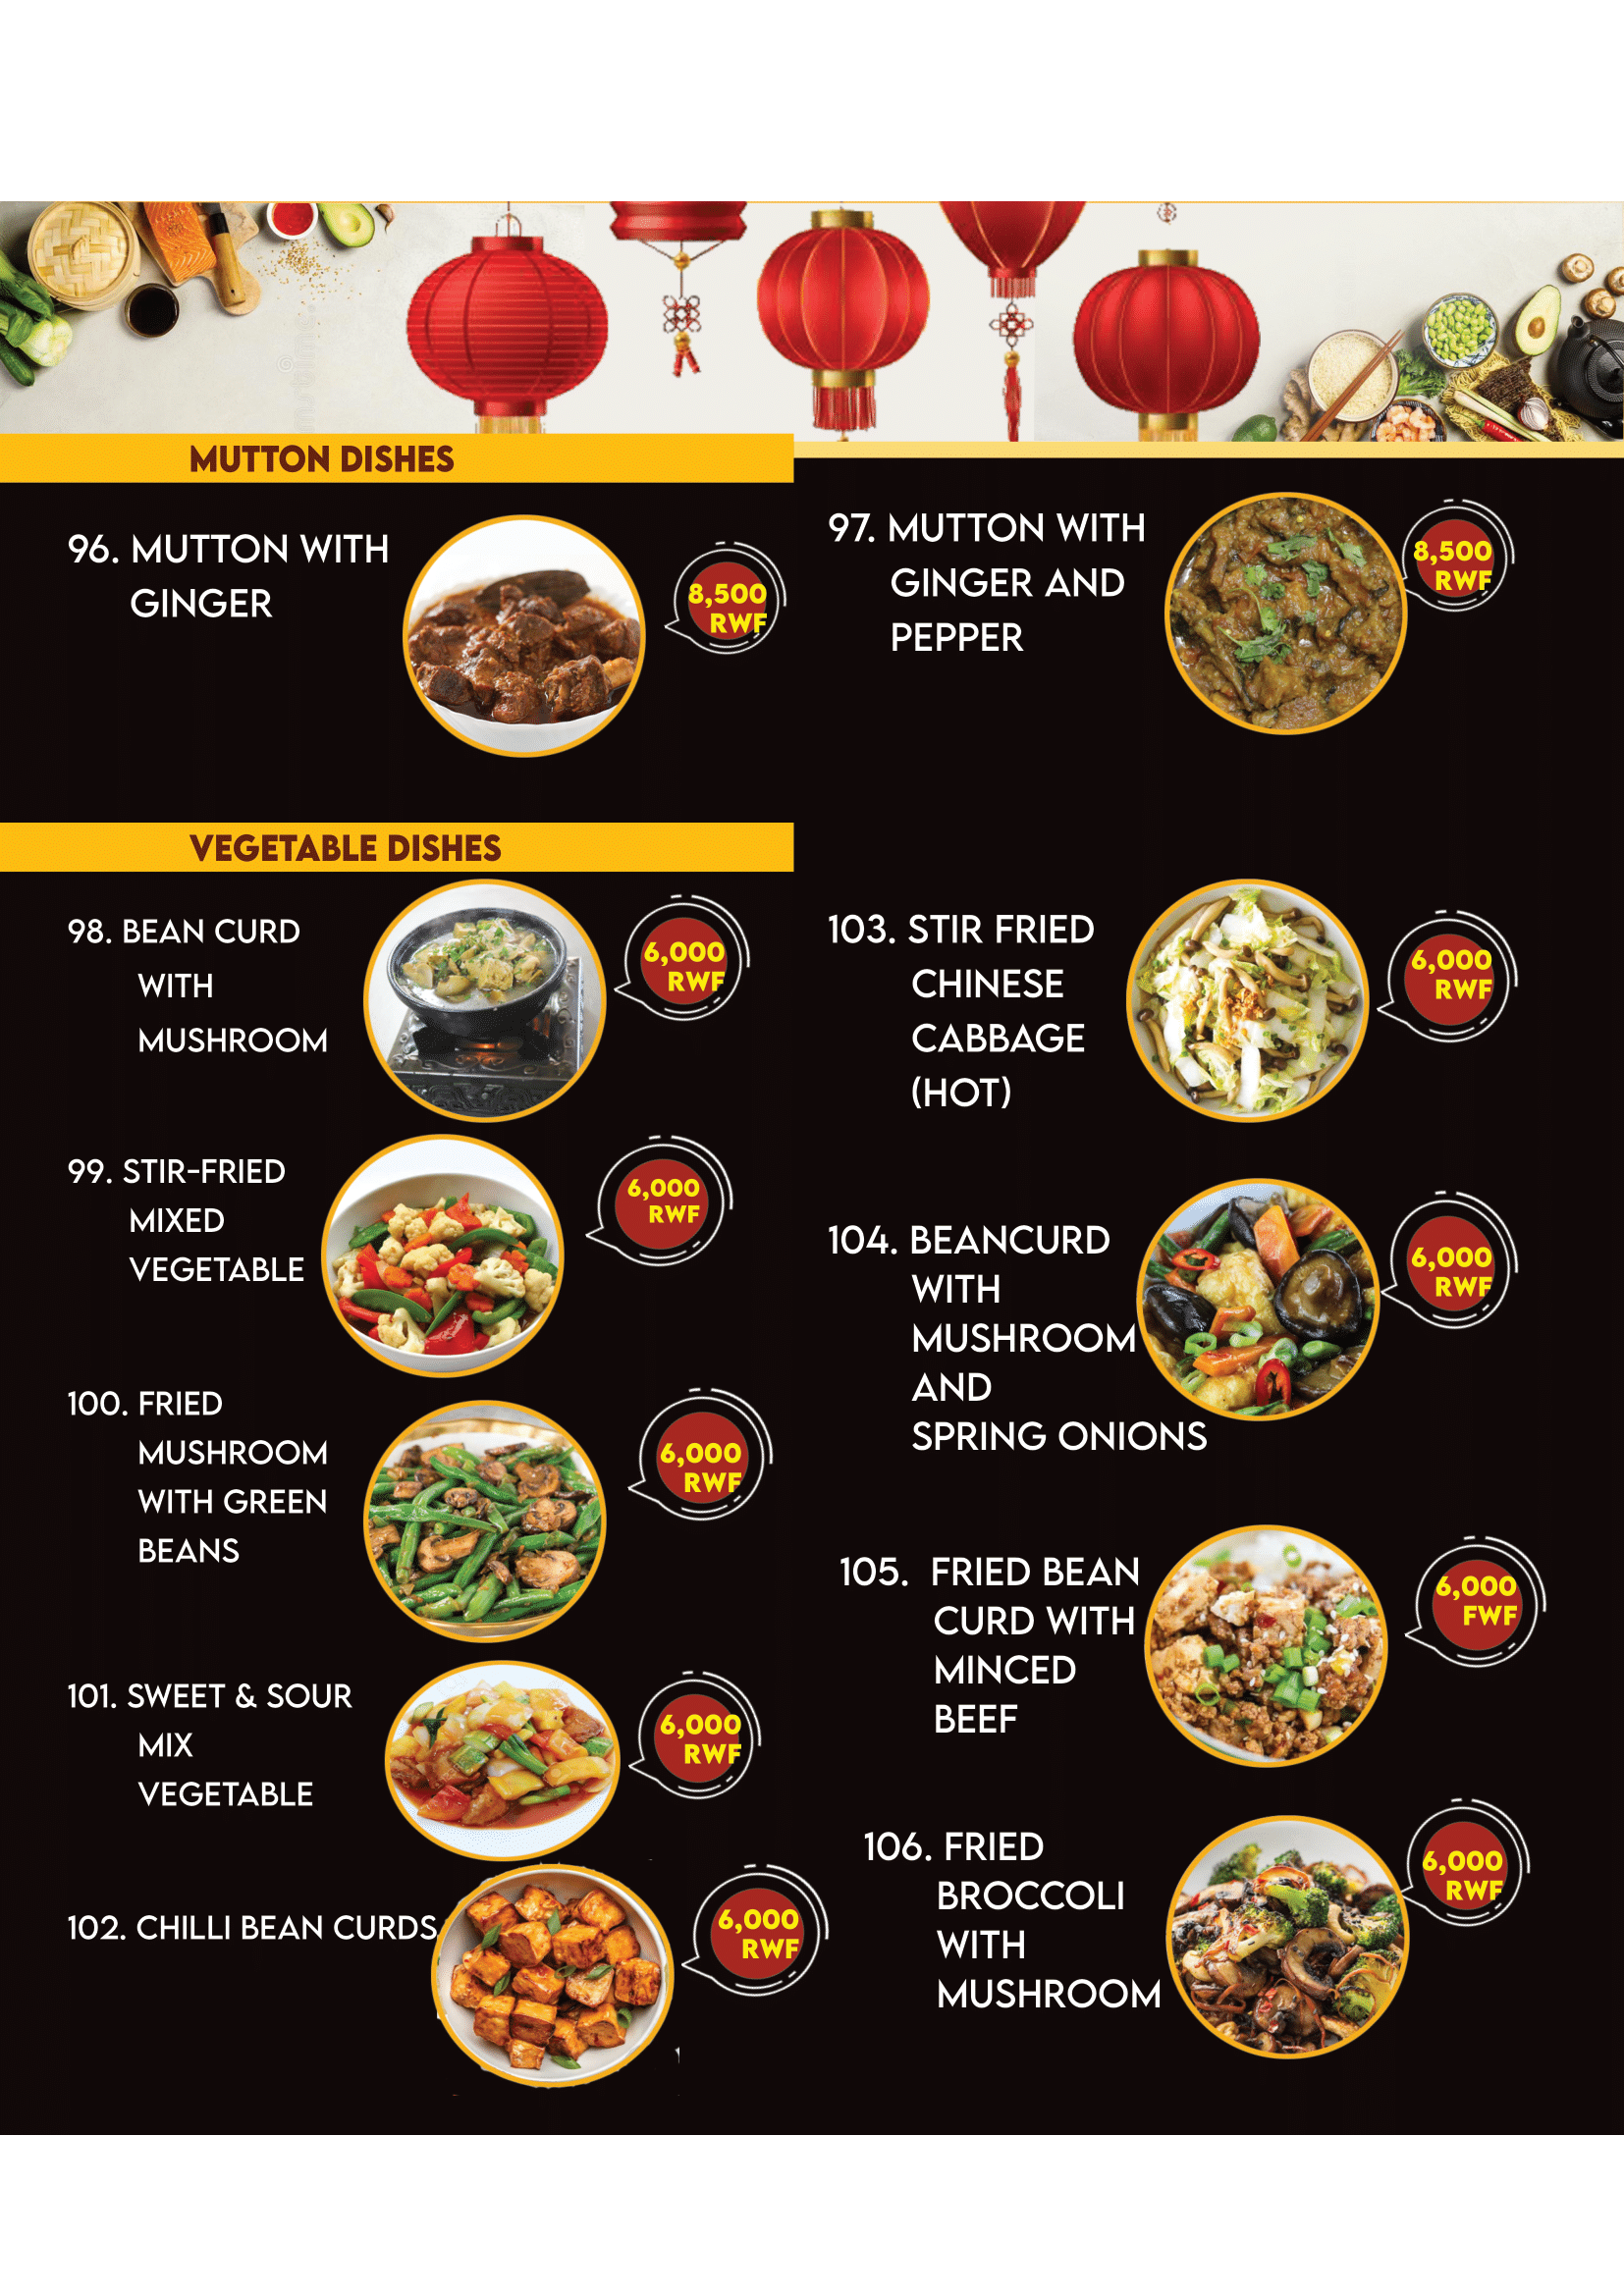 MUTTON DISHES
96. MUTTON WITH
GINGER
8,500
RWF
97. MUTTON WITH
GINGER AND
PEPPER
8,500
RWF
VEGETABLE DISHES
98. BEAN CURD
WITH
MUSHROOM
6,000
RWF
99. STIR-FRIED
MIXED
VEGETABLE
6,000
RWF
100. FRIED
MUSHROOM
WITH GREEN
BEANS
6,000
RWF
101. SWEET & SOUR
MIX
VEGETABLE
6,000
RWF
102. CHILLI BEAN CURDS
6,000
RWF
103. STIR FRIED
CHINESE
CABBAGE
(HOT)
6,000
RWF
104. BEANCURD
WITH
MUSHROOM
AND
SPRING ONIONS
6,000
RWF
105. FRIED BEAN
CURD WITH
MINCED
BEEF
6,000
FWF
106. FRIED
BROCCOLI
WITH
MUSHROOM
6,000
RWF